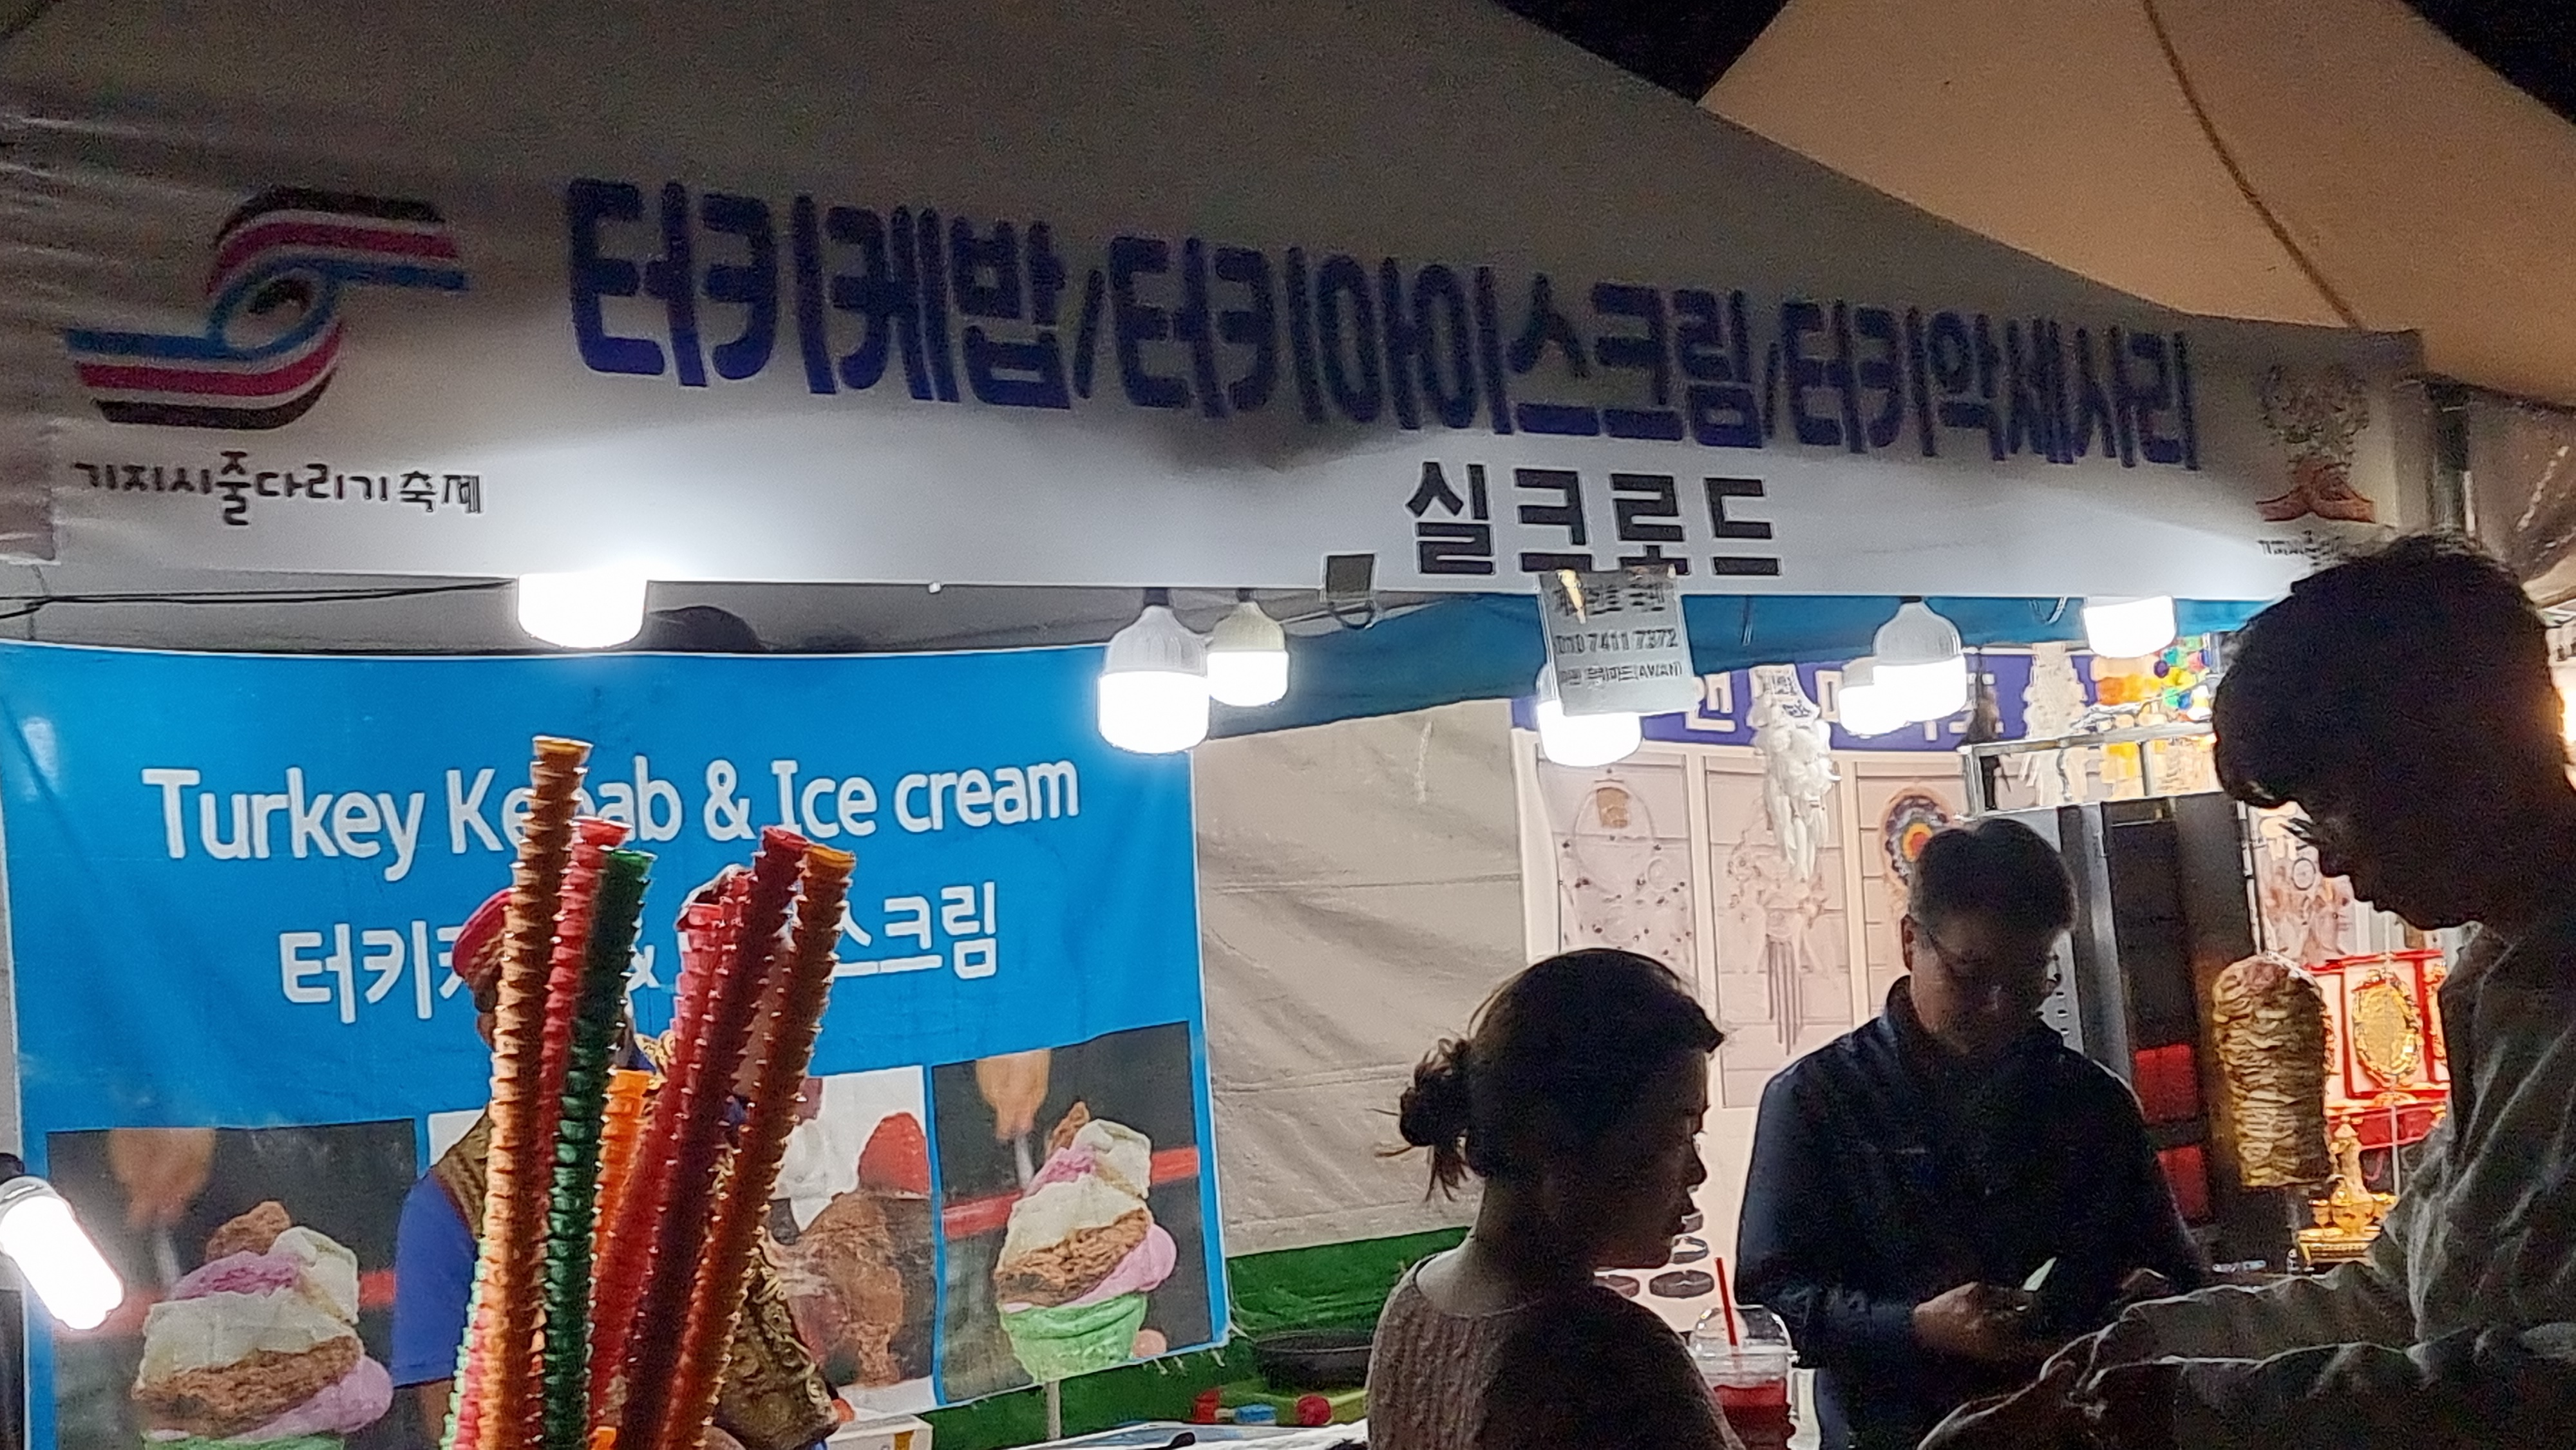 터키케밥/터키아이스크림/터키악세사리
기지시줄다리기축제
실크로드
010 7411 7372
(AWAN)
Turkey Ke ab & Ice cream
터키 & 스크림